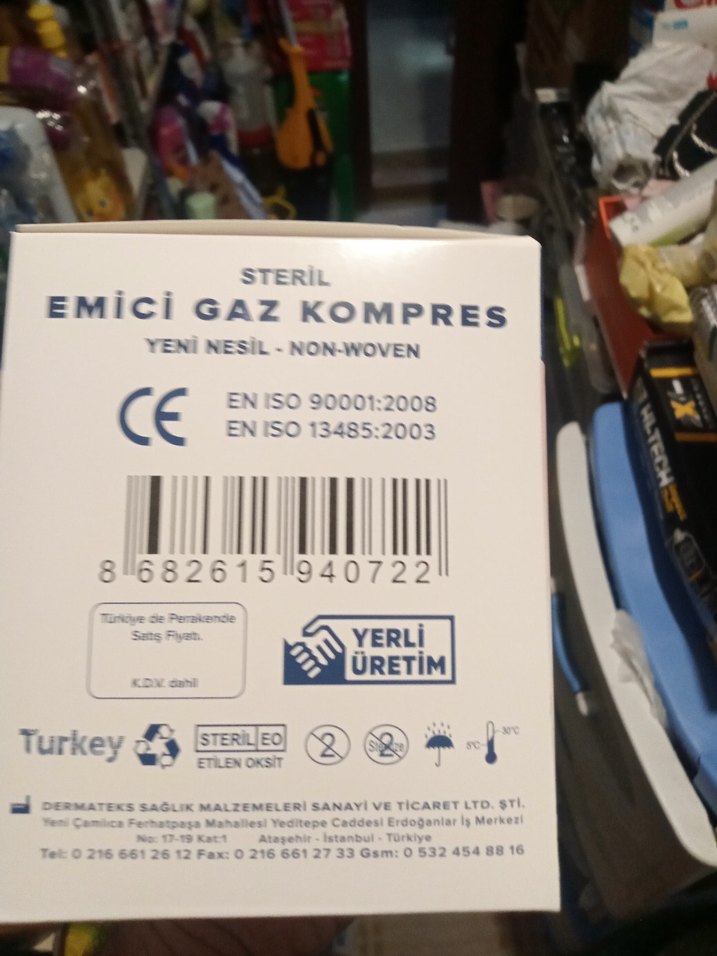 STERİL
EMİCİ GAZ KOMPRES
YENİ NESİL - NON-WOVEN
CE
EN ISO 90001:2008
EN ISO 13485:2003
8 682615 940722
Türkiye de Perakende
Satış Fiyatı.
K.D.V. dahil
YERLİ
ÜRETİM
Turkey
STERİL EO
ETİLEN OKSİT
2
2
Sterilize
5°C
30°C
DERMATEKS SAĞLIK MALZEMELERİ SANAYİ VE TİCARET LTD. ŞTİ.
Yeni Çamlıca Ferhatpaşa Mahallesi Yeditepe Caddesi Erdoğanlar İş Merkezi
No: 17-19 Kat:1 Ataşehir - İstanbul - Türkiye
Tel: 0 216 661 26 12 Fax: 0 216 661 27 33 Gsm: 0 532 454 88 16